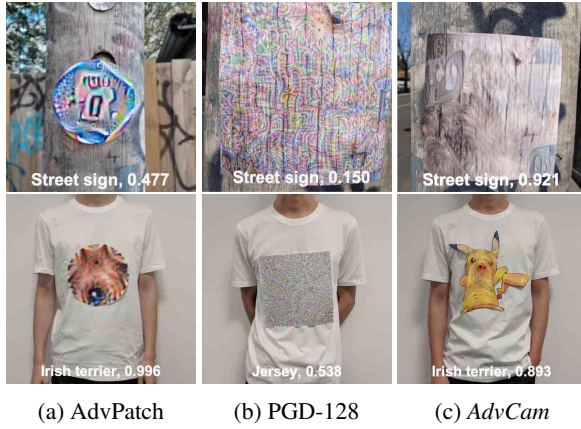 Street sign, 0.477
Street sign, 0.150
Street sign, 0.921
Irish terrier, 0.996
Jersey, 0.538
Irish terrier, 0.893
(a) AdvPatch
(b) PGD-128
(c) AdvCam